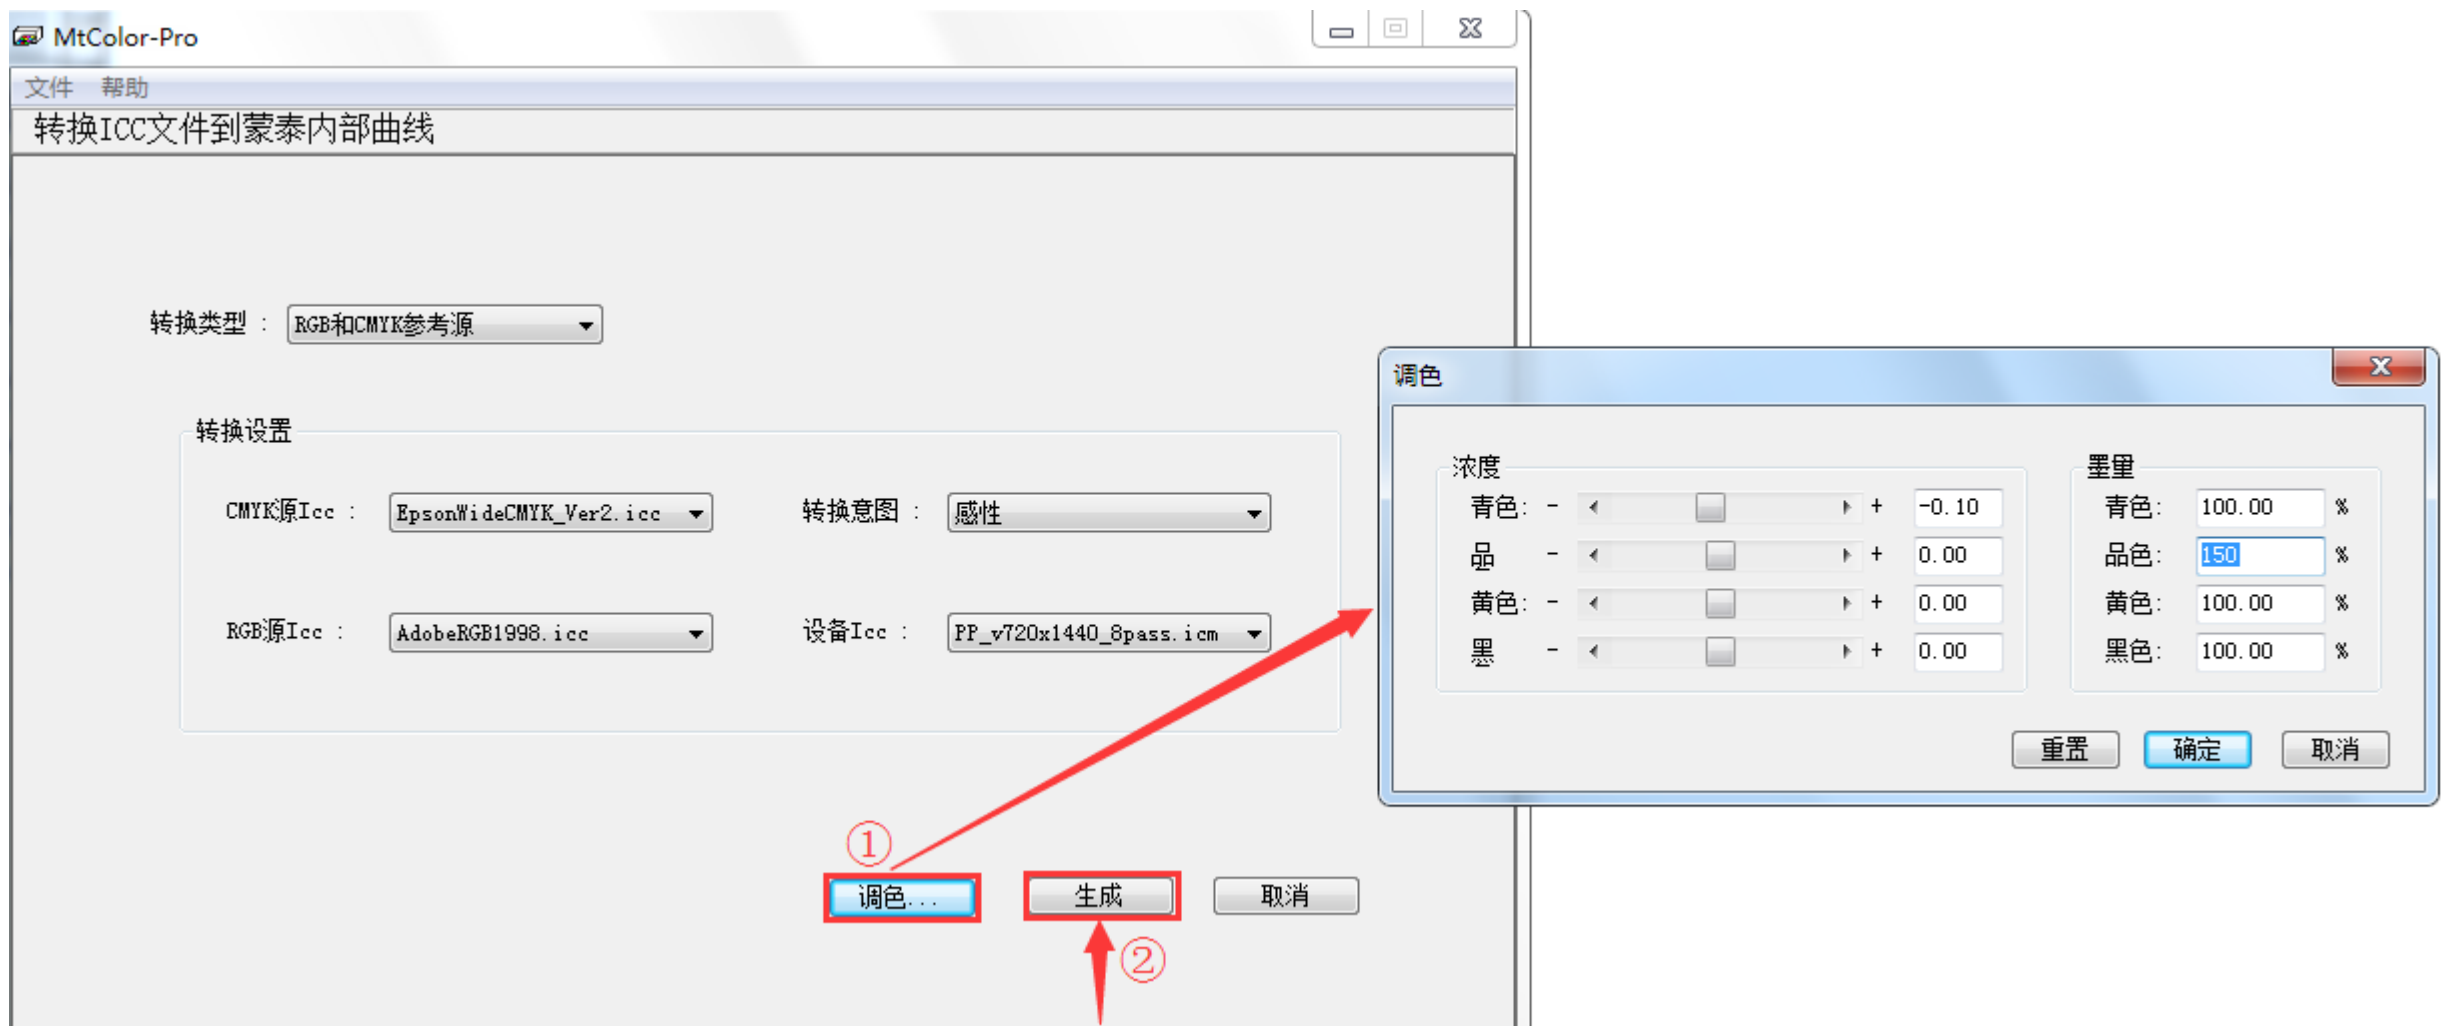 MtColor-Pro
文件 帮助
转换ICC文件到蒙泰内部曲线
转换类型 : RGB和CMYK参考源
转换设置
CMYK源Icc : EpsonWideCMYK_Ver2.icc 转换意图 : 感性
RGB源Icc : AdobeRGB1998.icc 设备Icc : PP_v720x1440_8pass.icm
① ②
调色... 生成 取消
调色
浓度
青色: - + -0.10
品 - + 0.00
黄色: - + 0.00
黑 - + 0.00
墨量
青色: 100.00 %
品色: 150 %
黄色: 100.00 %
黑色: 100.00 %
重置 确定 取消